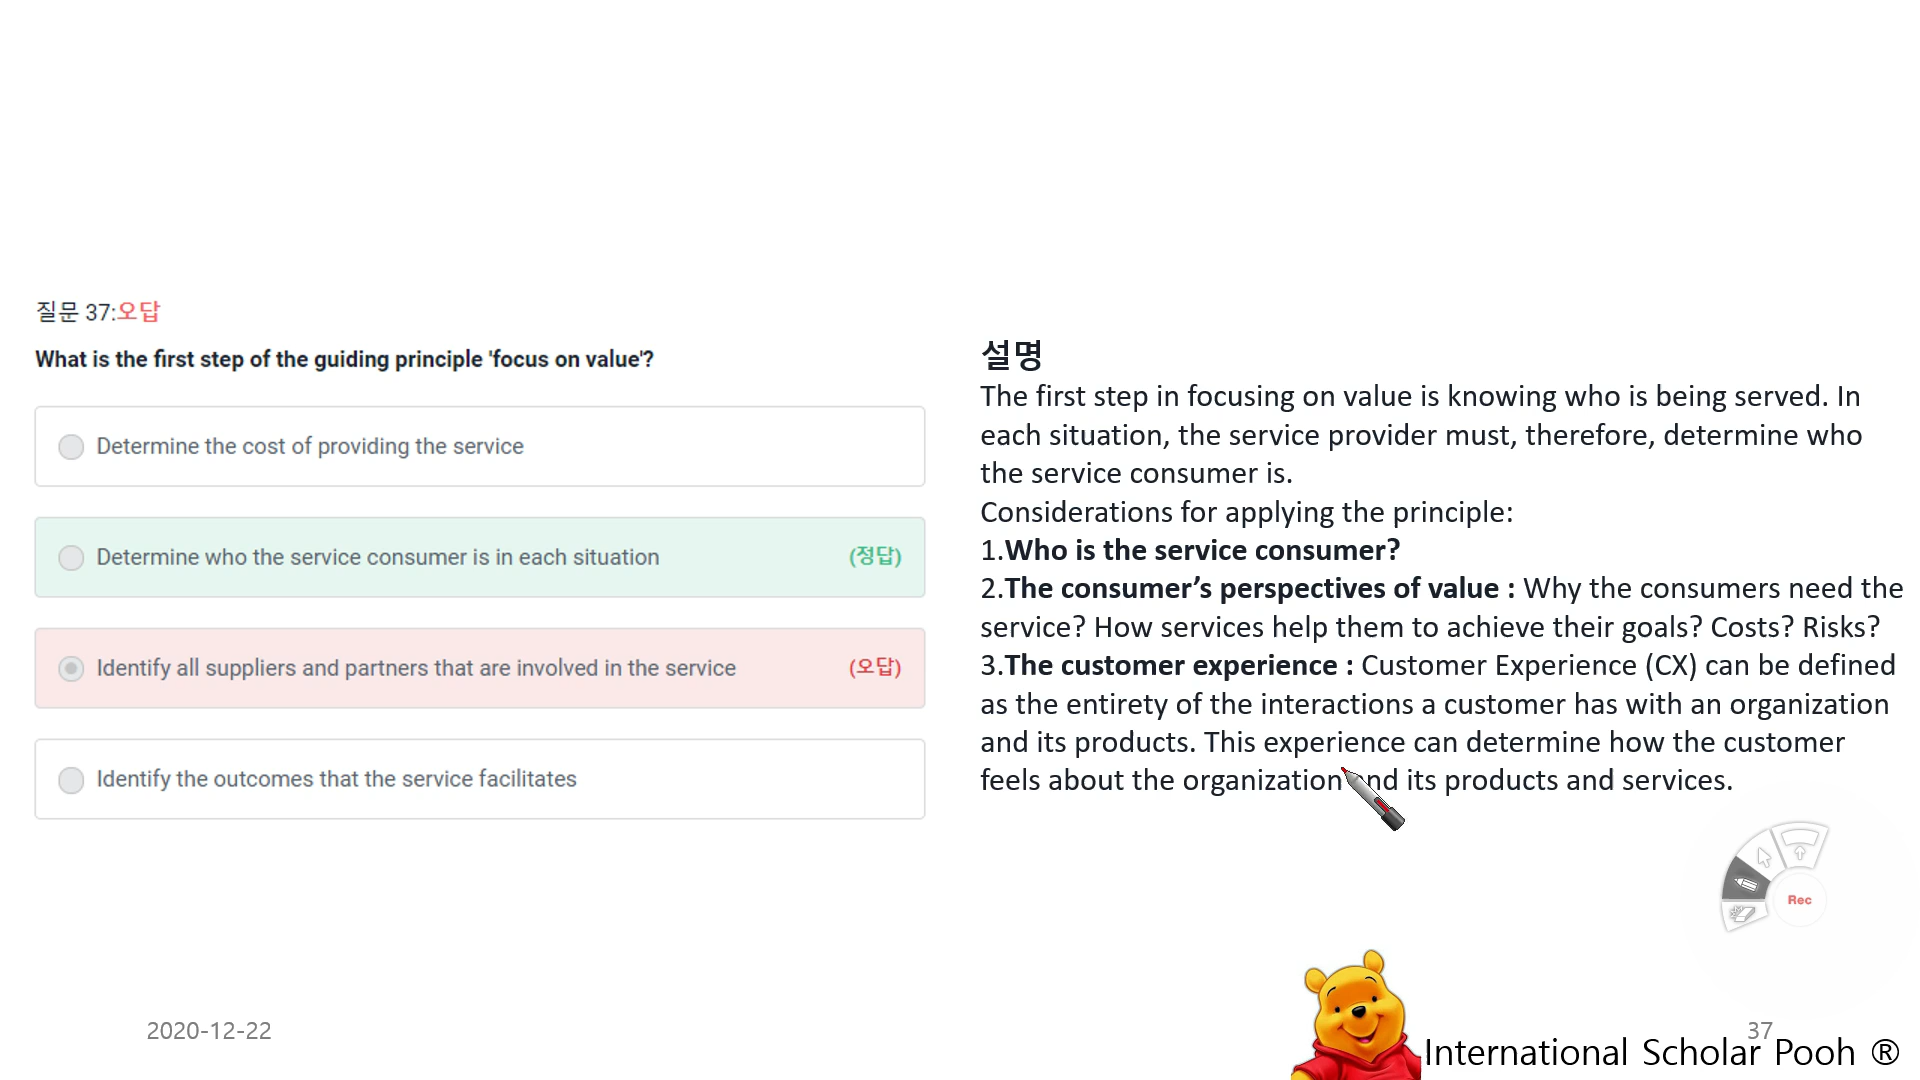 질문 37:오답
What is the first step of the guiding principle 'focus on value'?
Determine the cost of providing the service
Determine who the service consumer is in each situation (정답)
Identify all suppliers and partners that are involved in the service (오답)
Identify the outcomes that the service facilitates
설명
The first step in focusing on value is knowing who is being served. In
each situation, the service provider must, therefore, determine who
the service consumer is.
Considerations for applying the principle:
1.Who is the service consumer?
2.The consumer’s perspectives of value : Why the consumers need the
service? How services help them to achieve their goals? Costs? Risks?
3.The customer experience : Customer Experience (CX) can be defined
as the entirety of the interactions a customer has with an organization
and its products. This experience can determine how the customer
feels about the organization and its products and services.
Rec
2020-12-22
37
International Scholar Pooh ®